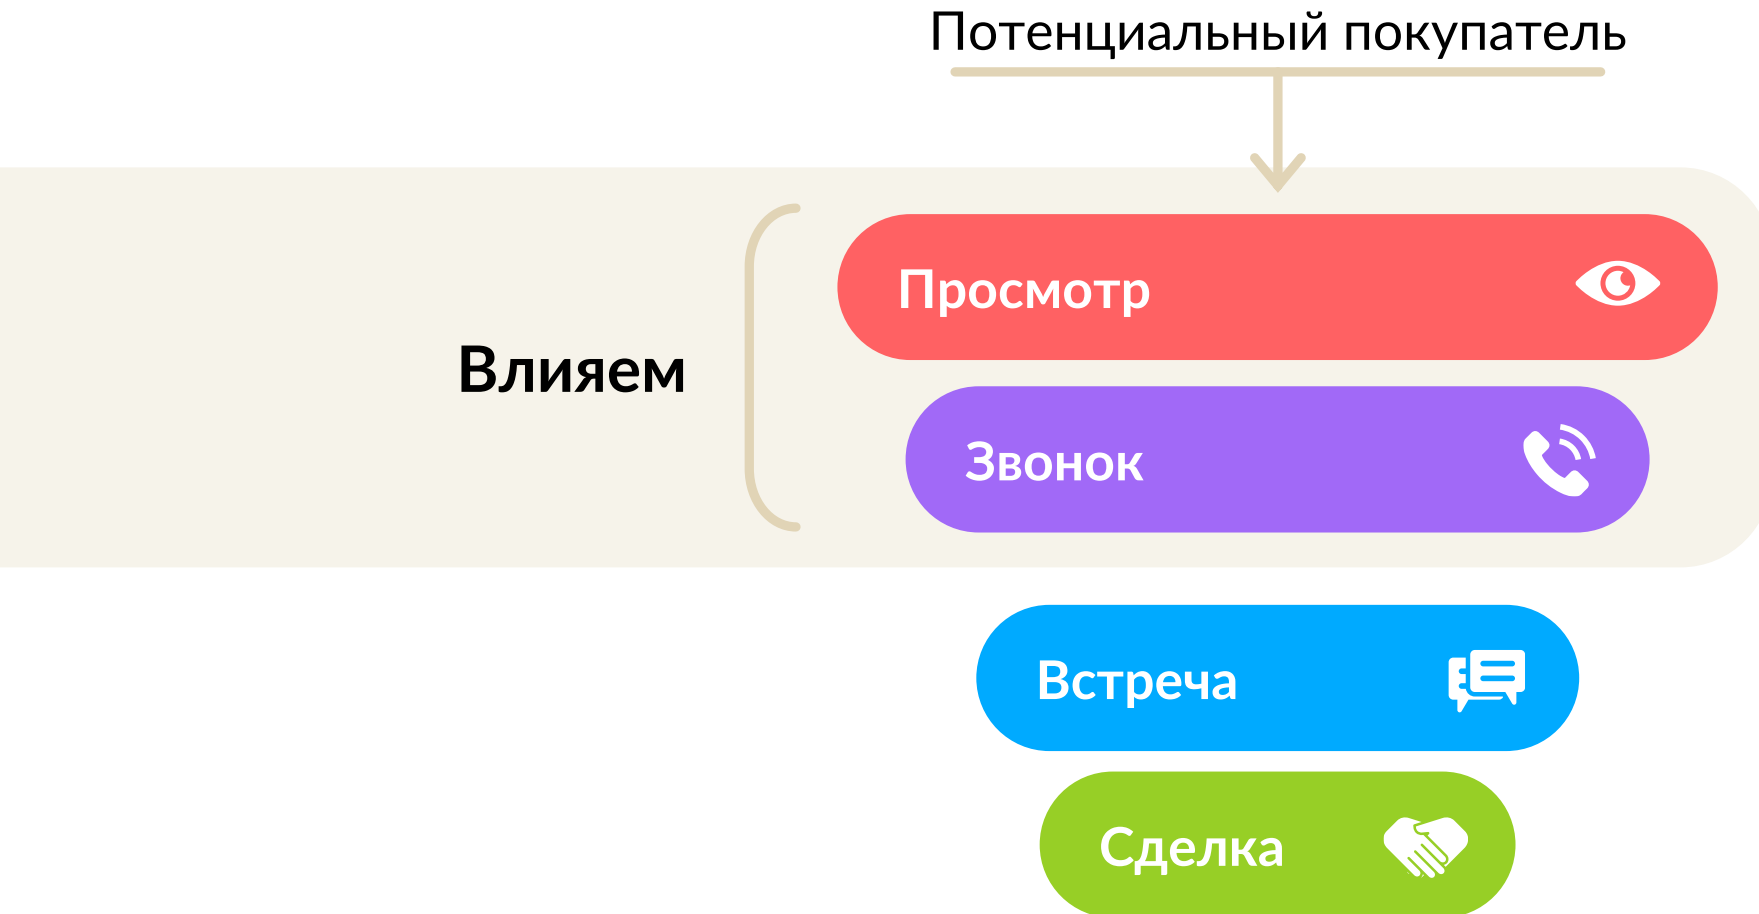 Потенциальный покупатель
Просмотр
Влияем
Звонок
Встреча
Сделка